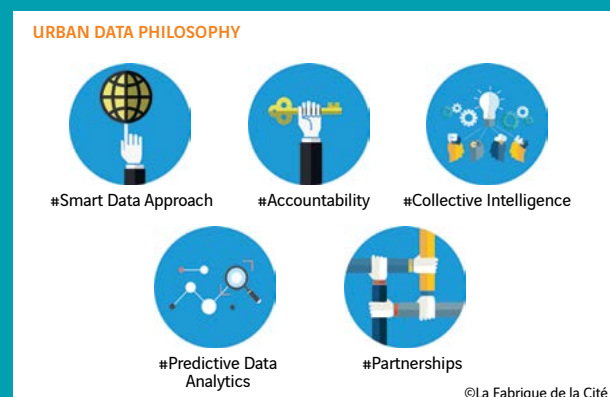 URBAN DATA PHILOSOPHY
#Smart Data Approach
#Accountability
#Collective Intelligence
#Predictive Data
Analytics
#Partnerships
©La Fabrique de la Cité